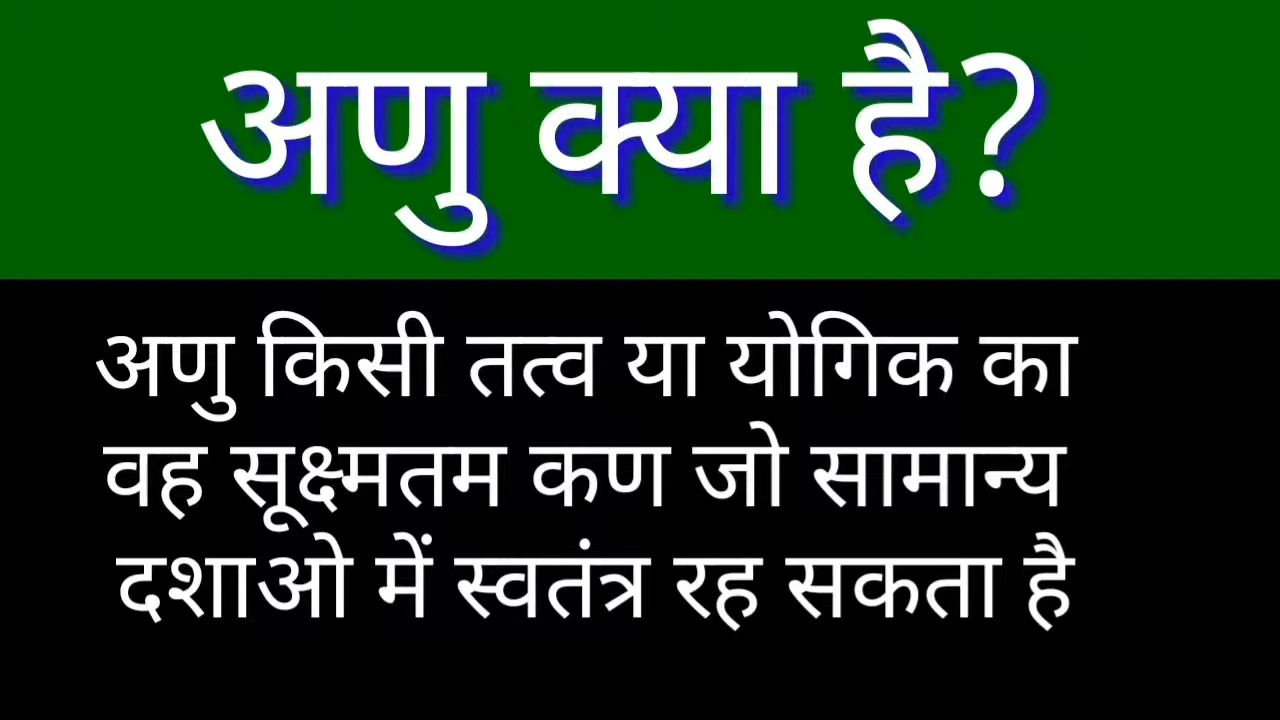 अणु क्या है?
अणु किसी तत्व या योगिक का
वह सूक्ष्मतम कण जो सामान्य
दशाओ में स्वतंत्र रह सकता है